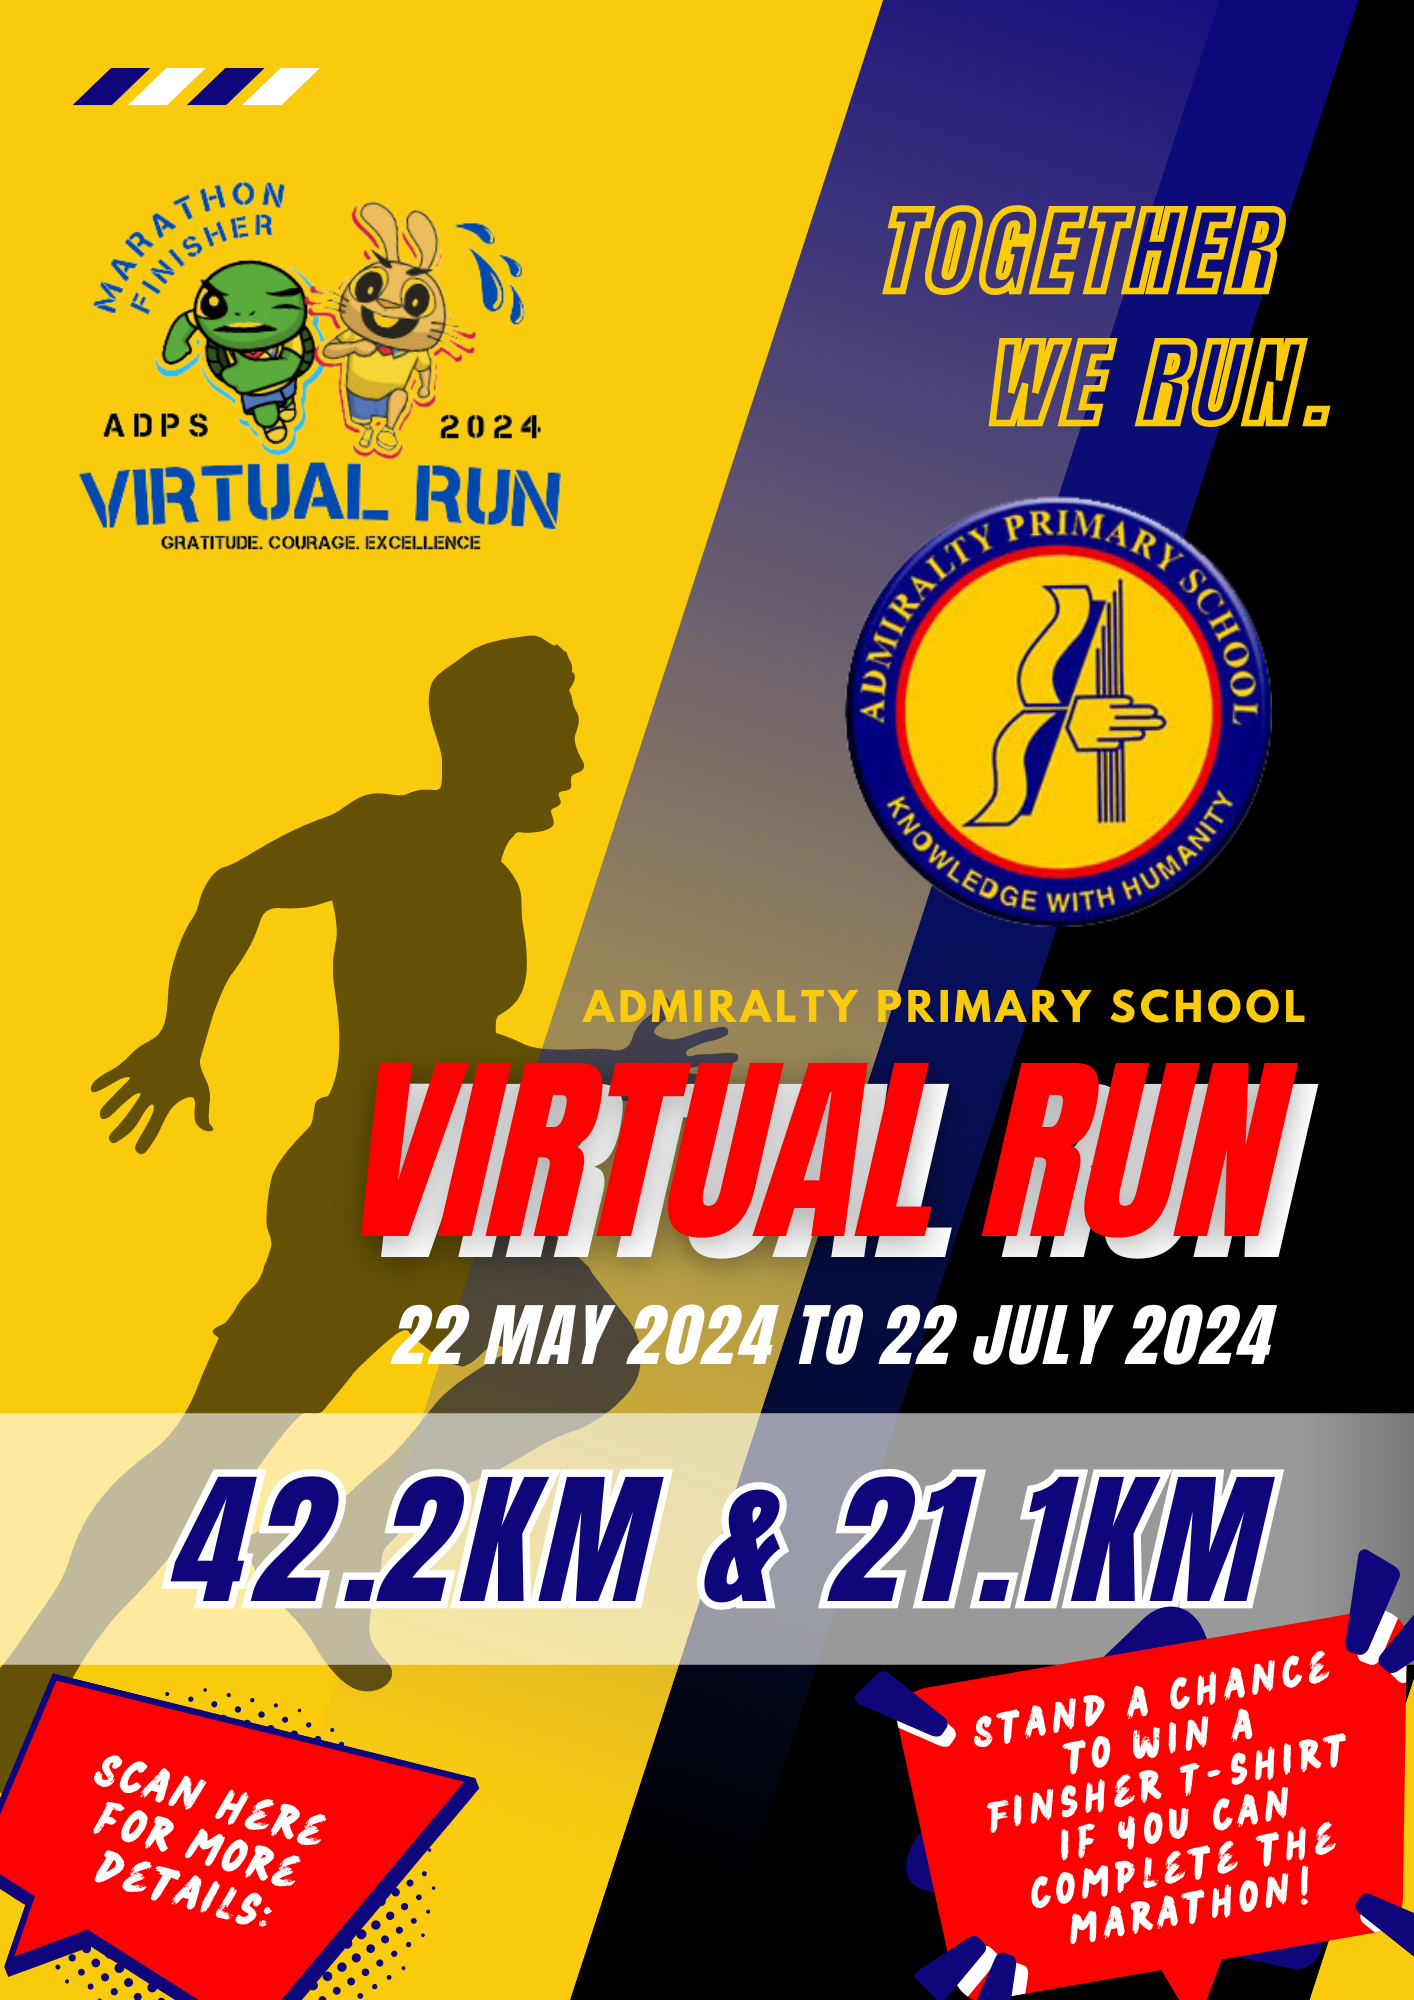 MARATHON
FINISHER
ADPS 2024
VIRTUAL RUN
GRATITUDE. COURAGE. EXCELLENCE
TOGETHER
WE RUN.
ADMIRALTY PRIMARY SCHOOL
KNOWLEDGE WITH HUMANITY
ADMIRALTY PRIMARY SCHOOL
VIRTUAL RUN
22 MAY 2024 TO 22 JULY 2024
42.2KM & 21.1KM
SCAN HERE
FOR MORE
DETAILS:
STAND A CHANCE
TO WIN A
FINSHER T-SHIRT
IF YOU CAN
COMPLETE THE
MARATHON!